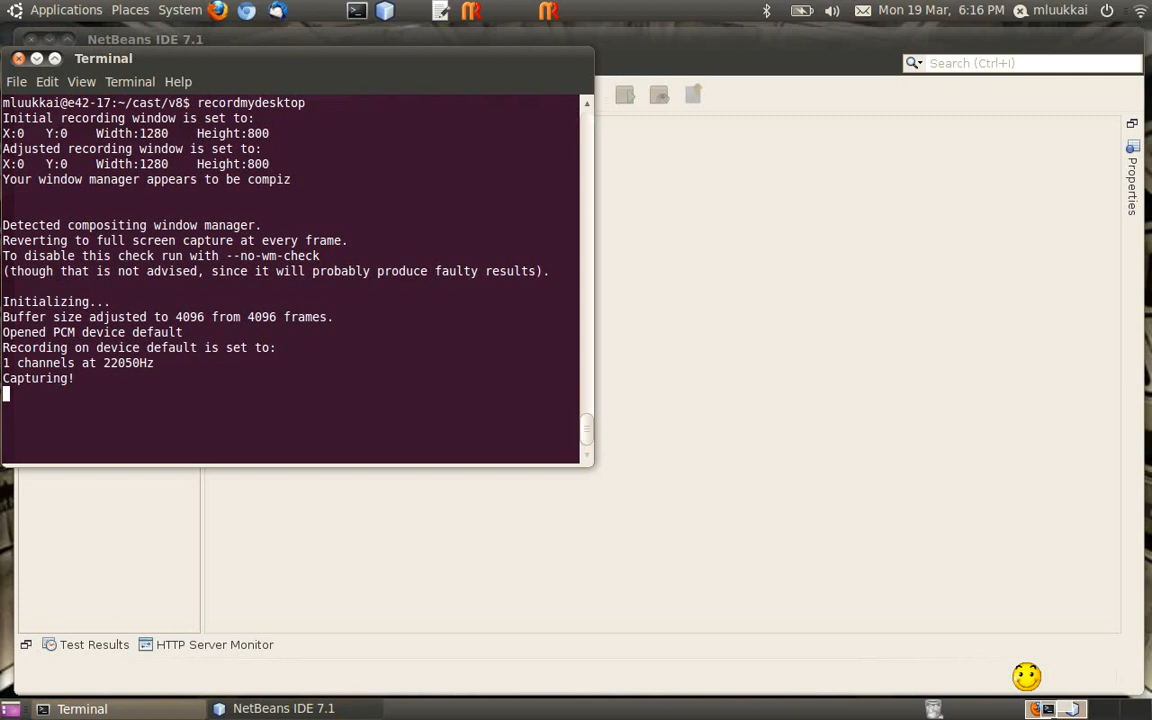 Applications Places System
Mon 19 Mar, 6:16 PM mluukkai
NetBeans IDE 7.1
Terminal
File Edit View Terminal Help
Search (Ctrl+I)
mluukkai@e42-17:~/cast/v8$ recordmydesktop
Initial recording window is set to:
X:0 Y:0 Width:1280 Height:800
Adjusted recording window is set to:
X:0 Y:0 Width:1280 Height:800
Your window manager appears to be compiz
Detected compositing window manager.
Reverting to full screen capture at every frame.
To disable this check run with --no-wm-check
(though that is not advised, since it will probably produce faulty results).
Initializing...
Buffer size adjusted to 4096 from 4096 frames.
Opened PCM device default
Recording on device default is set to:
1 channels at 22050Hz
Capturing!
Properties
Test Results HTTP Server Monitor
Terminal NetBeans IDE 7.1